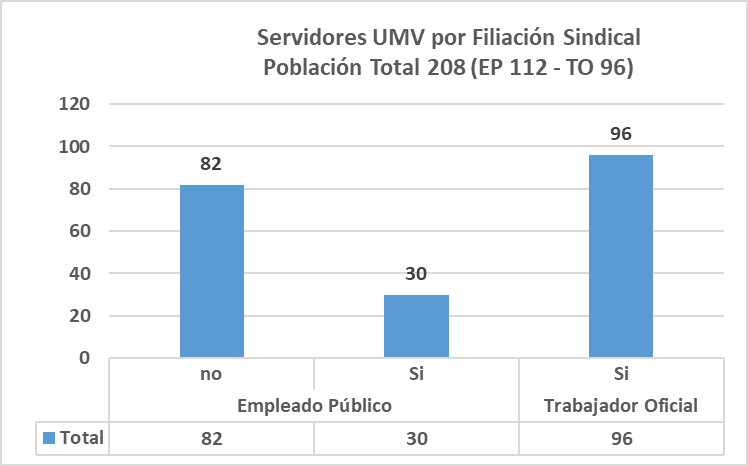 Servidores UMV por Filiación Sindical
Población Total 208 (EP 112 - TO 96)
120
100
80
60
40
20
0
82
30
96
no Si Si
Empleado Público Trabajador Oficial
Total 82 30 96